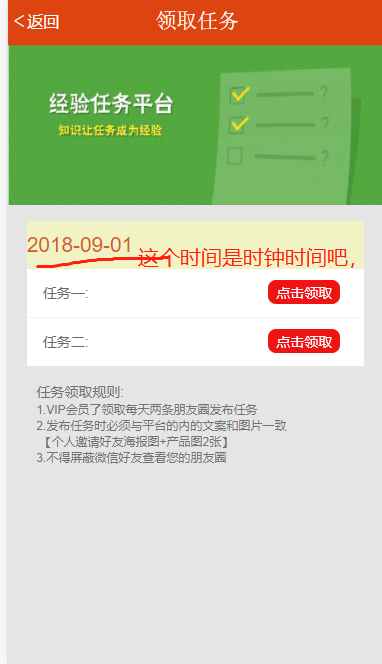 <返回 领取任务
经验任务平台
知识让任务成为经验
2018-09-01 这个时间是时钟时间吧，
任务一: 点击领取
任务二: 点击领取
任务领取规则:
1.VIP会员了领取每天两条朋友圈发布任务
2.发布任务时必须与平台的内的文案和图片一致
【个人邀请好友海报图+产品图2张】
3.不得屏蔽微信好友查看您的朋友圈